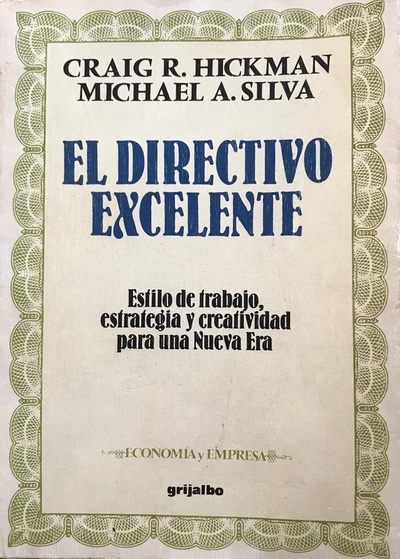 CRAIG R. HICKMAN
MICHAEL A. SILVA
EL DIRECTIVO
EXCELENTE
Estilo de trabajo,
estrategia y creatividad
para una Nueva Era
ECONOMÍA y EMPRESA
grijalbo